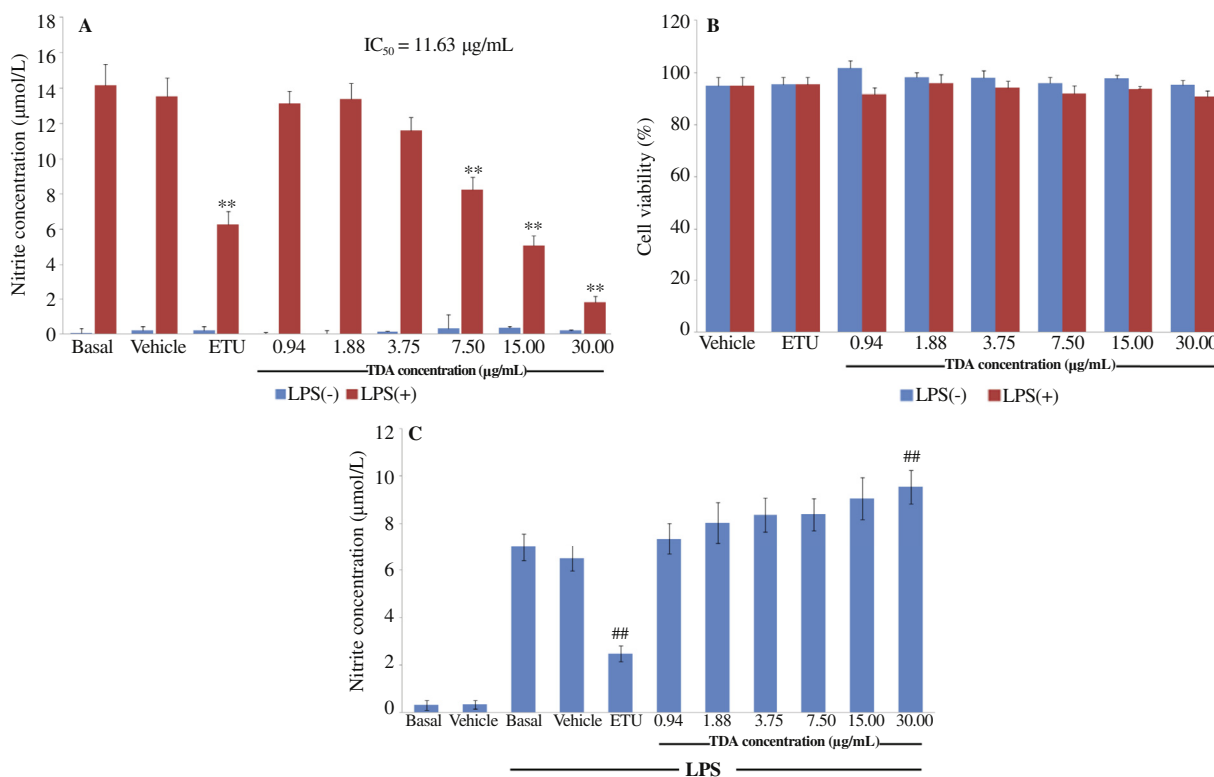 A
IC50 = 11.63 µg/mL
Nitrite concentration (µmol/L)
18
16
14
12
10
8
6
4
2
0
**
**
**
**
Basal Vehicle ETU 0.94 1.88 3.75 7.50 15.00 30.00
TDA concentration (µg/mL)
LPS(-) LPS(+)
B
Cell viability (%)
120
100
80
60
40
20
0
Vehicle ETU 0.94 1.88 3.75 7.50 15.00 30.00
TDA concentration (µg/mL)
LPS(-) LPS(+)
C
Nitrite concentration (µmol/L)
12
10
8
6
4
2
0
##
##
Basal Vehicle Basal Vehicle ETU 0.94 1.88 3.75 7.50 15.00 30.00
TDA concentration (µg/mL)
LPS